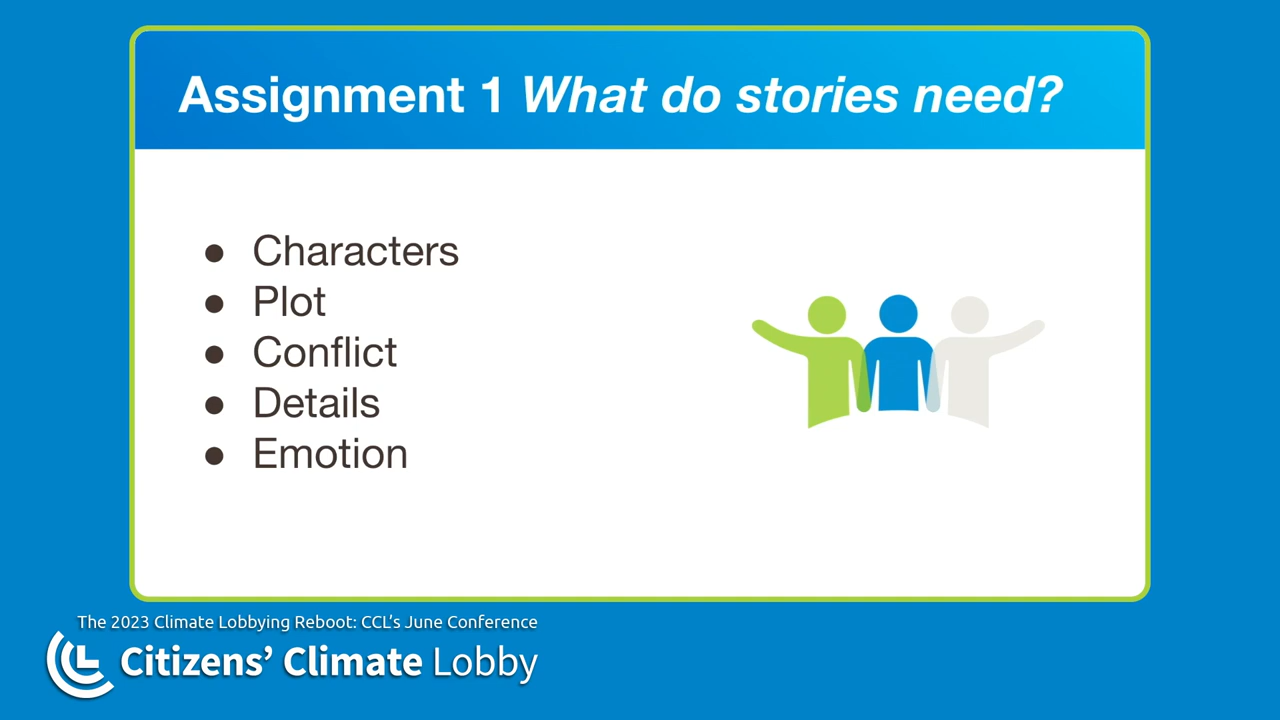 Assignment 1 What do stories need?
● Characters
● Plot
● Conflict
● Details
● Emotion
The 2023 Climate Lobbying Reboot: CCL’s June Conference
Citizens’ Climate Lobby